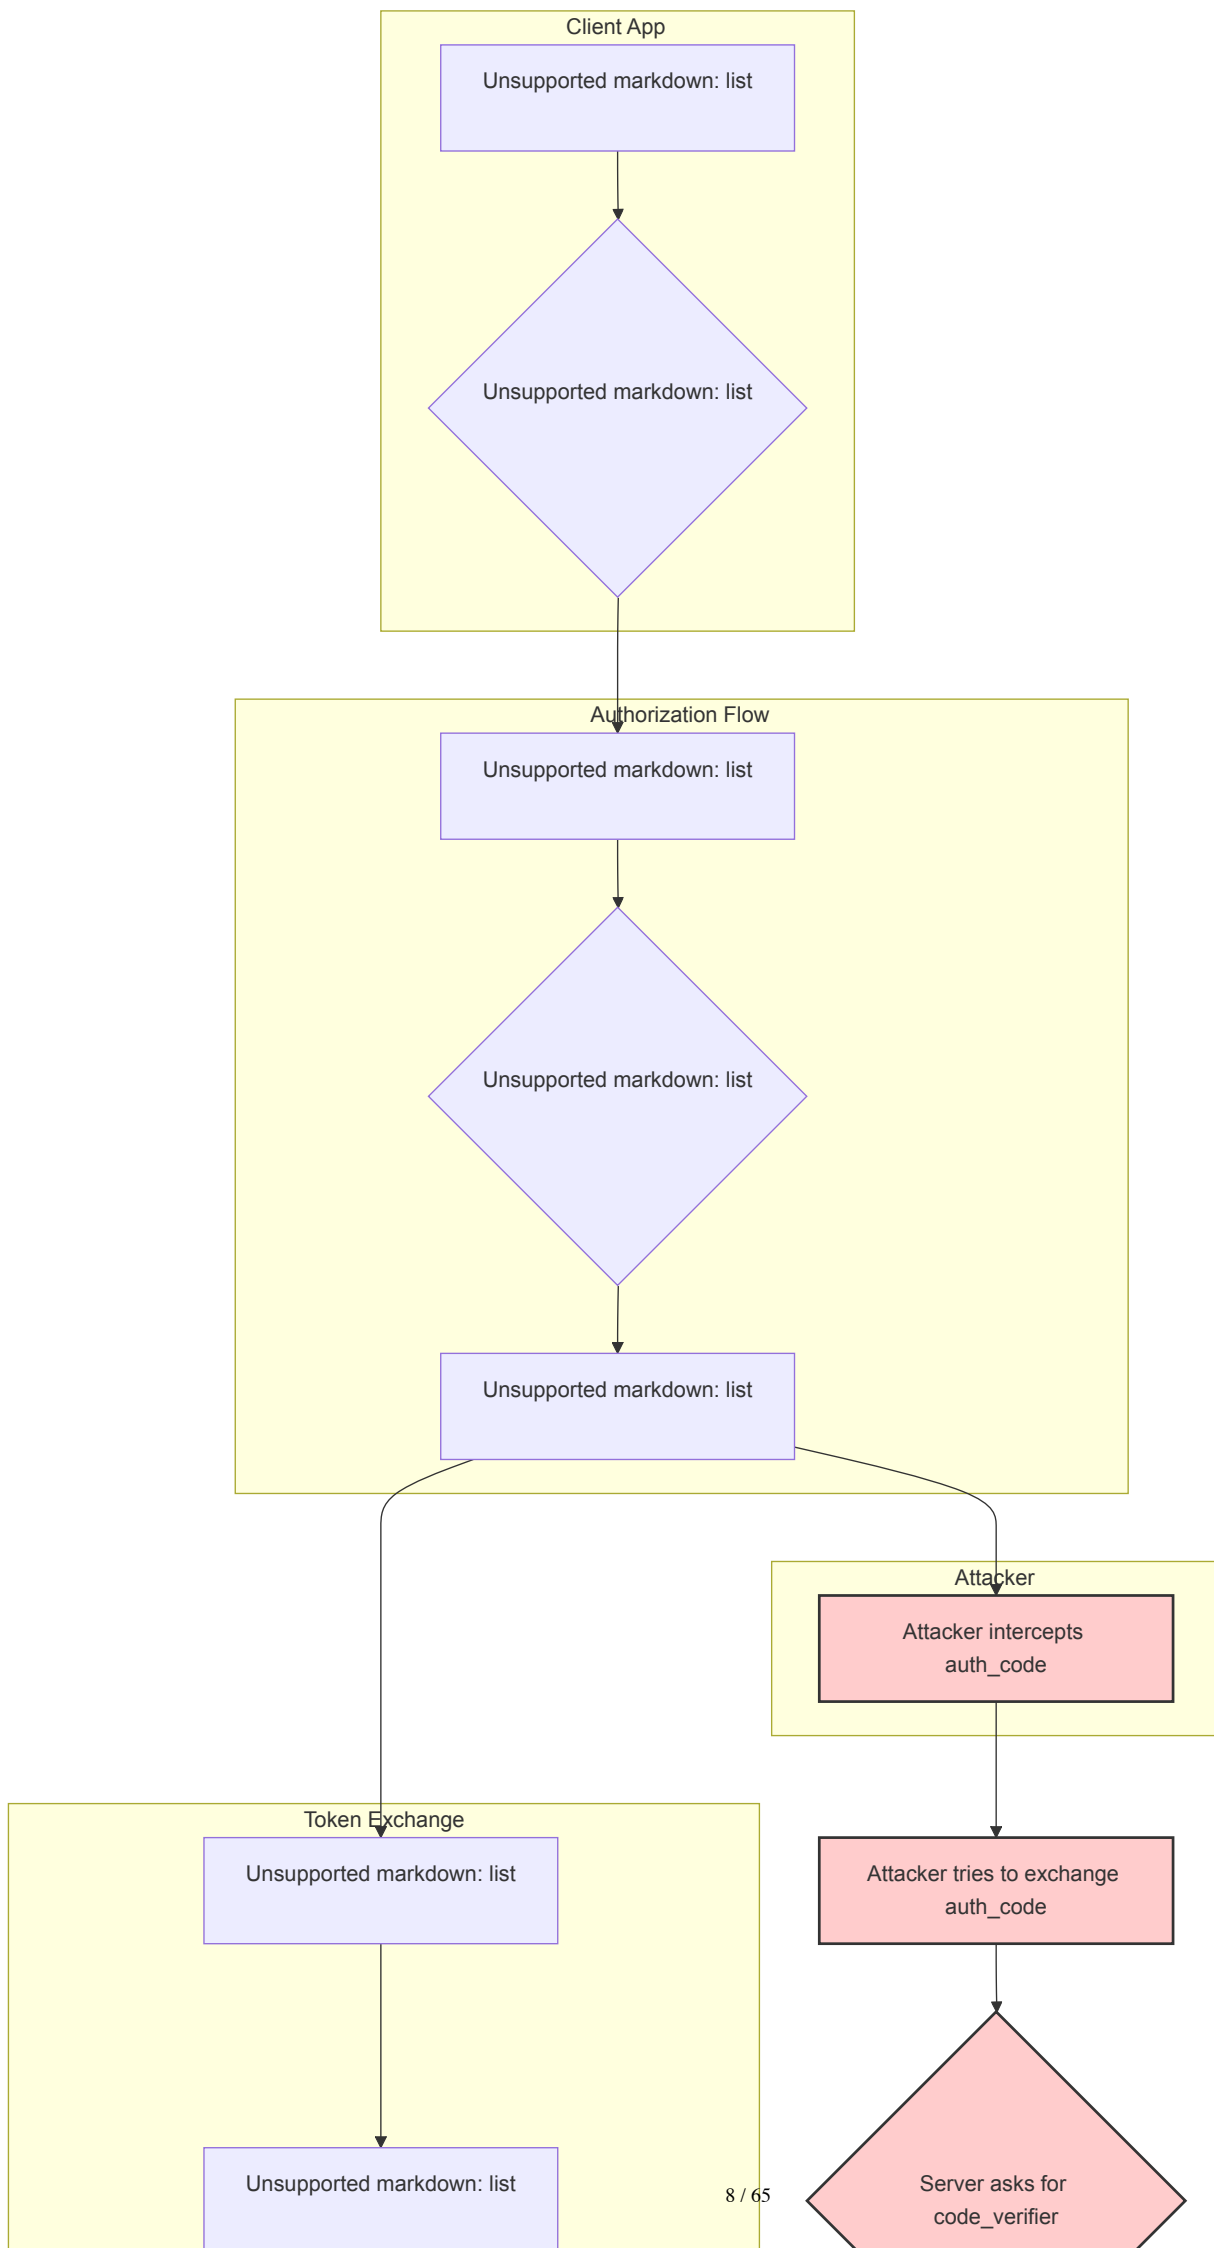 Client App
Unsupported markdown: list
Unsupported markdown: list
Authorization Flow
Unsupported markdown: list
Unsupported markdown: list
Unsupported markdown: list
Attacker
Attacker intercepts
auth_code
Token Exchange
Unsupported markdown: list
Attacker tries to exchange
auth_code
Unsupported markdown: list
Server asks for
code_verifier
8 / 65